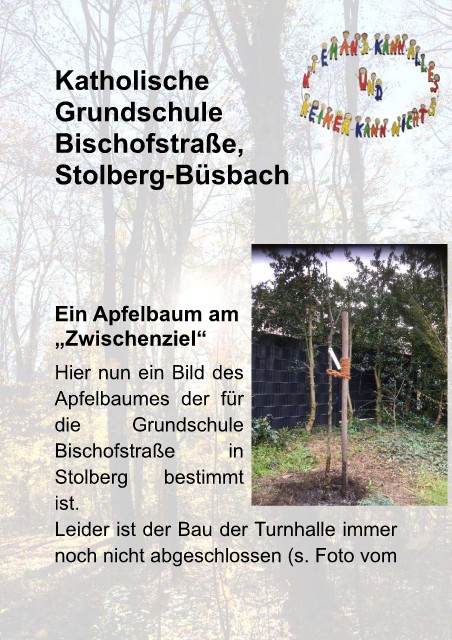 NIEMAND KANN ALLES
UND
KEINER KANN NICHTS
Katholische
Grundschule
Bischofstraße,
Stolberg-Büsbach
Ein Apfelbaum am
„Zwischenziel“
Hier nun ein Bild des
Apfelbaumes der für
die Grundschule
Bischofstraße in
Stolberg bestimmt
ist.
Leider ist der Bau der Turnhalle immer
noch nicht abgeschlossen (s. Foto vom